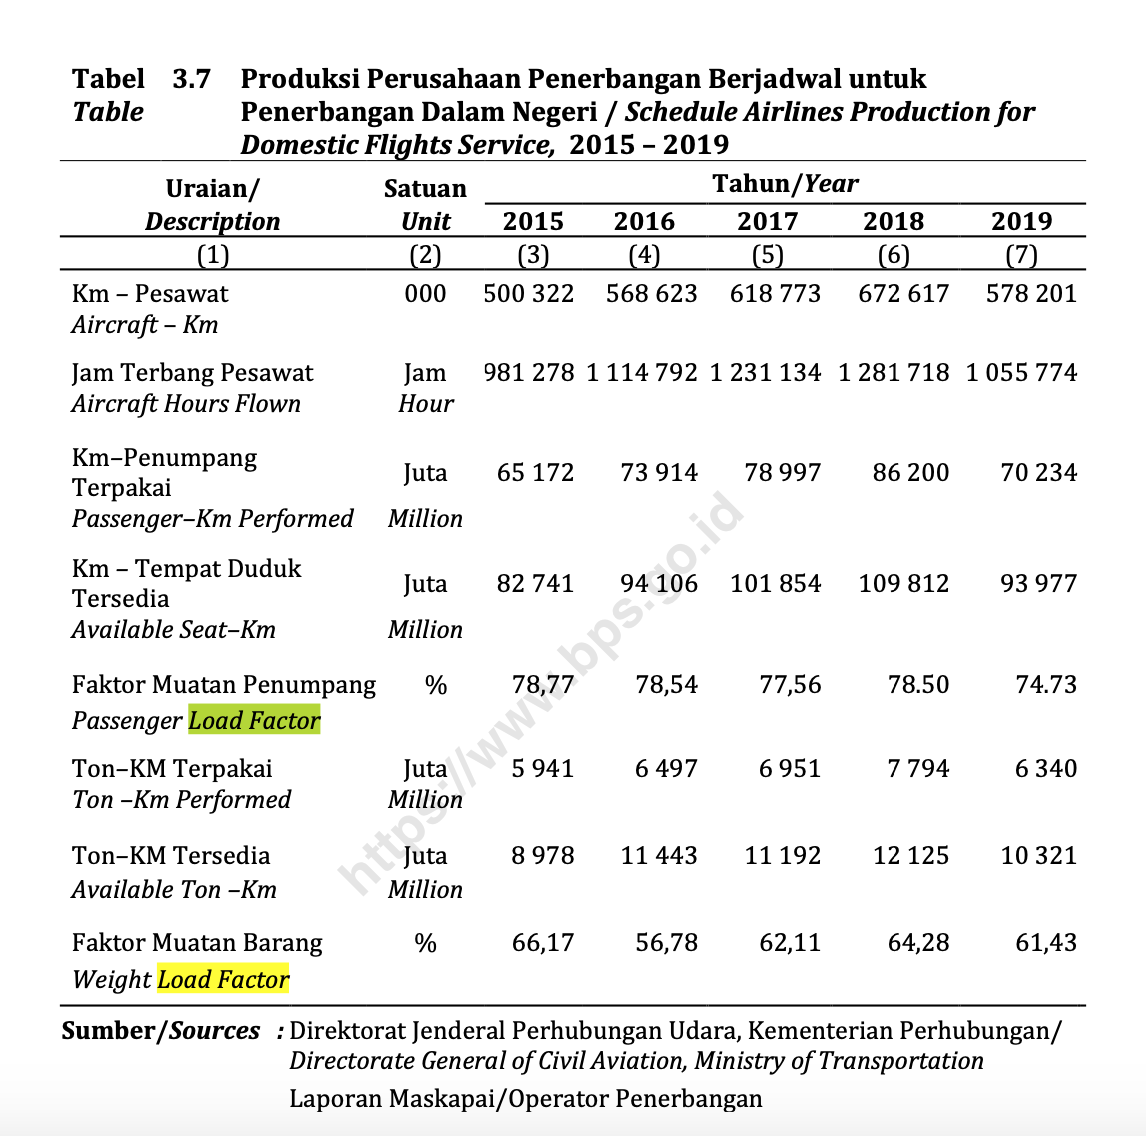 Tabel 3.7 Produksi Perusahaan Penerbangan Berjadwal untuk
Table Penerbangan Dalam Negeri / Schedule Airlines Production for
Domestic Flights Service, 2015 – 2019
Uraian/ Satuan Tahun/Year
Description Unit 2015 2016 2017 2018 2019
(1) (2) (3) (4) (5) (6) (7)
Km – Pesawat 000 500 322 568 623 618 773 672 617 578 201
Aircraft – Km
Jam Terbang Pesawat Jam 981 278 1 114 792 1 231 134 1 281 718 1 055 774
Aircraft Hours Flown Hour
Km–Penumpang
Terpakai Juta 65 172 73 914 78 997 86 200 70 234
Passenger–Km Performed Million
Km – Tempat Duduk
Tersedia Juta 82 741 94 106 101 854 109 812 93 977
Available Seat–Km Million
Faktor Muatan Penumpang % 78,77 78,54 77,56 78.50 74.73
Passenger Load Factor
Ton–KM Terpakai Juta 5 941 6 497 6 951 7 794 6 340
Ton –Km Performed Million
Ton–KM Tersedia Juta 8 978 11 443 11 192 12 125 10 321
Available Ton –Km Million
Faktor Muatan Barang % 66,17 56,78 62,11 64,28 61,43
Weight Load Factor
Sumber/Sources : Direktorat Jenderal Perhubungan Udara, Kementerian Perhubungan/
Directorate General of Civil Aviation, Ministry of Transportation
Laporan Maskapai/Operator Penerbangan
https://www.bps.go.id